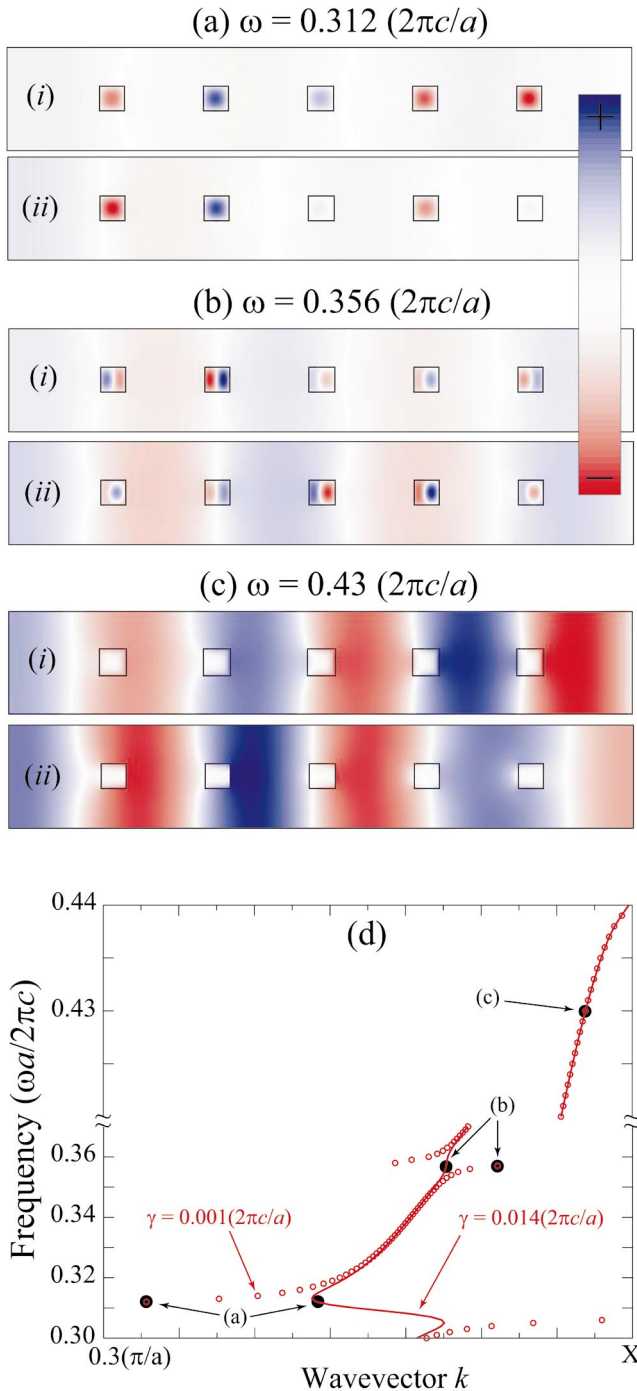 (a) ω = 0.312 (2πc/a)
(i)
+
(ii)
(b) ω = 0.356 (2πc/a)
(i)
−
(ii)
(c) ω = 0.43 (2πc/a)
(i)
(ii)
0.44
(d)
(c)
0.43
Frequency (ωa/2πc)
≈
≈
(b)
0.36
0.34
γ = 0.001(2πc/a)
γ = 0.014(2πc/a)
0.32
(a)
0.30
0.3(π/a)
Wavevector k
X